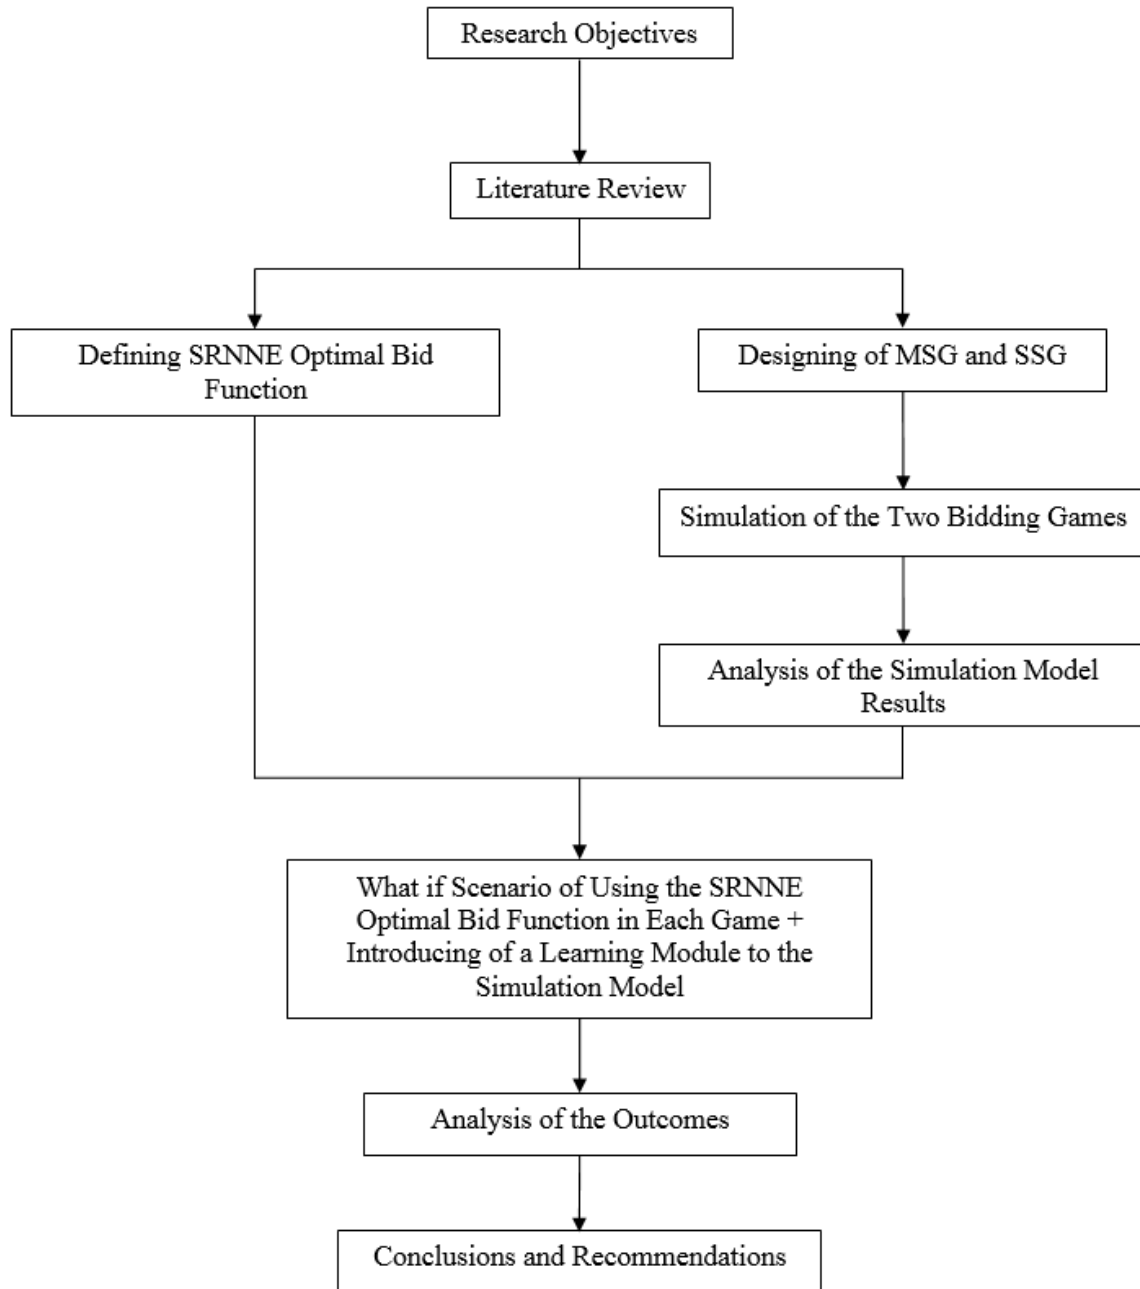 Research Objectives
Literature Review
Defining SRNNE Optimal Bid
Function
Designing of MSG and SSG
Simulation of the Two Bidding Games
Analysis of the Simulation Model
Results
What if Scenario of Using the SRNNE
Optimal Bid Function in Each Game +
Introducing of a Learning Module to the
Simulation Model
Analysis of the Outcomes
Conclusions and Recommendations